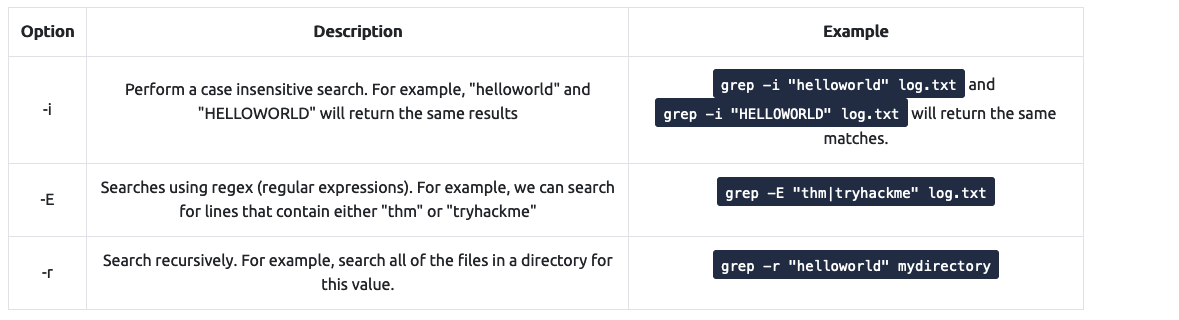 Option Description Example
-i
Perform a case insensitive search. For example, "helloworld" and
"HELLOWORLD" will return the same results
grep -i "helloworld" log.txt and
grep -i "HELLOWORLD" log.txt will return the same
matches.
-E
Searches using regex (regular expressions). For example, we can search
for lines that contain either "thm" or "tryhackme"
grep -E "thm|tryhackme" log.txt
-r
Search recursively. For example, search all of the files in a directory for
this value.
grep -r "helloworld" mydirectory